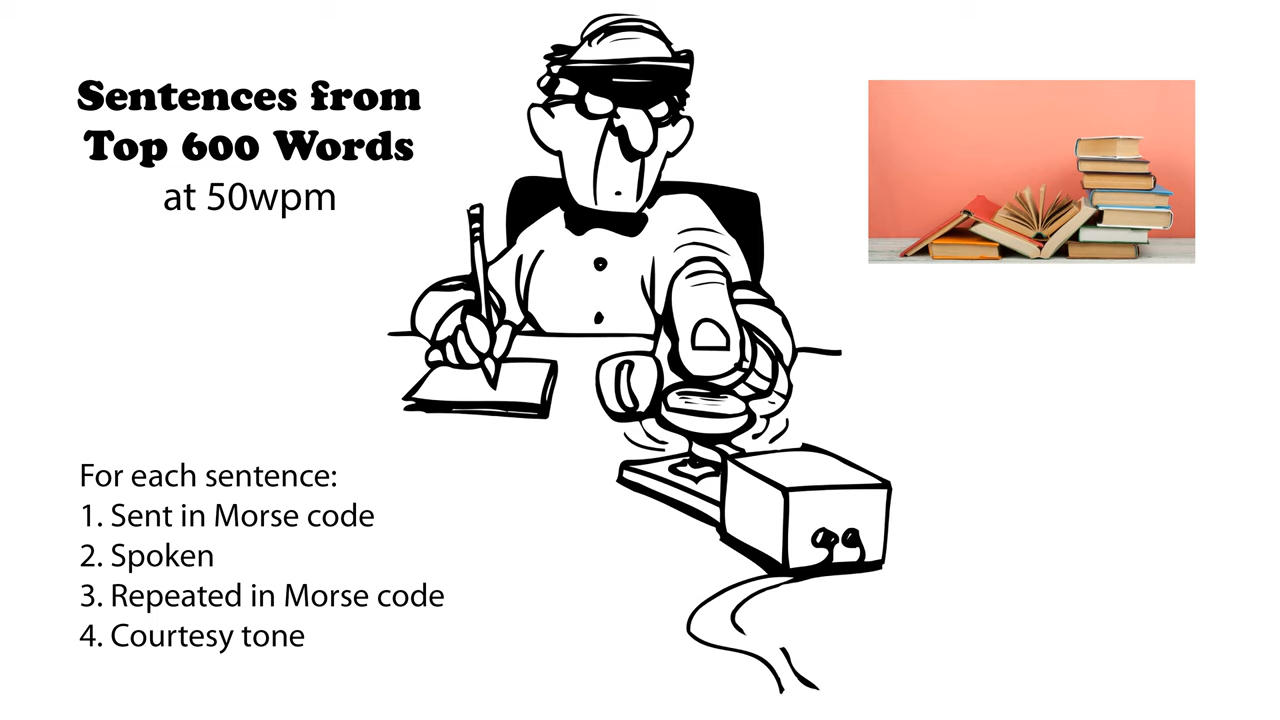 Sentences from
Top 600 Words
at 50wpm
For each sentence:
1. Sent in Morse code
2. Spoken
3. Repeated in Morse code
4. Courtesy tone